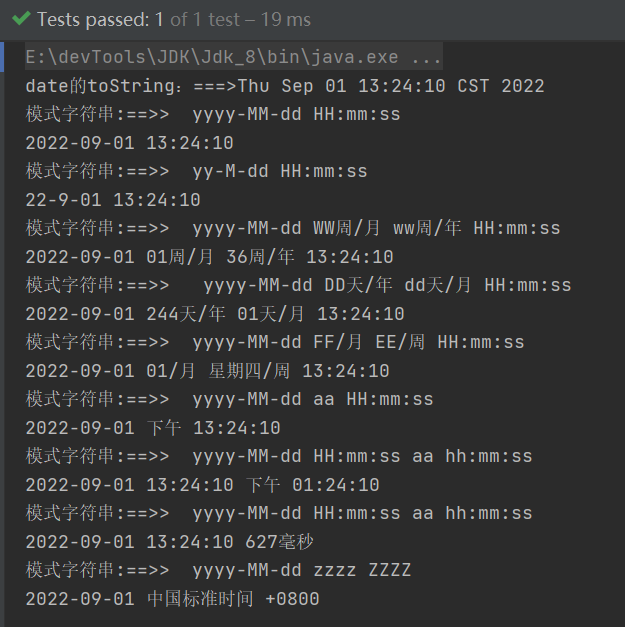 Tests passed: 1 of 1 test – 19 ms
E:\devTools\JDK\Jdk_8\bin\java.exe ...
date的toString：===>Thu Sep 01 13:24:10 CST 2022
模式字符串:==>>  yyyy-MM-dd HH:mm:ss
2022-09-01 13:24:10
模式字符串:==>>  yy-M-dd HH:mm:ss
22-9-01 13:24:10
模式字符串:==>>  yyyy-MM-dd WW周/月 ww周/年 HH:mm:ss
2022-09-01 01周/月 36周/年 13:24:10
模式字符串:==>>   yyyy-MM-dd DD天/年 dd天/月 HH:mm:ss
2022-09-01 244天/年 01天/月 13:24:10
模式字符串:==>>  yyyy-MM-dd FF/月 EE/周 HH:mm:ss
2022-09-01 01/月 星期四/周 13:24:10
模式字符串:==>>  yyyy-MM-dd aa HH:mm:ss
2022-09-01 下午 13:24:10
模式字符串:==>>  yyyy-MM-dd HH:mm:ss aa hh:mm:ss
2022-09-01 13:24:10 下午 01:24:10
模式字符串:==>>  yyyy-MM-dd HH:mm:ss aa hh:mm:ss
2022-09-01 13:24:10 627毫秒
模式字符串:==>>  yyyy-MM-dd zzzz ZZZZ
2022-09-01 中国标准时间 +0800